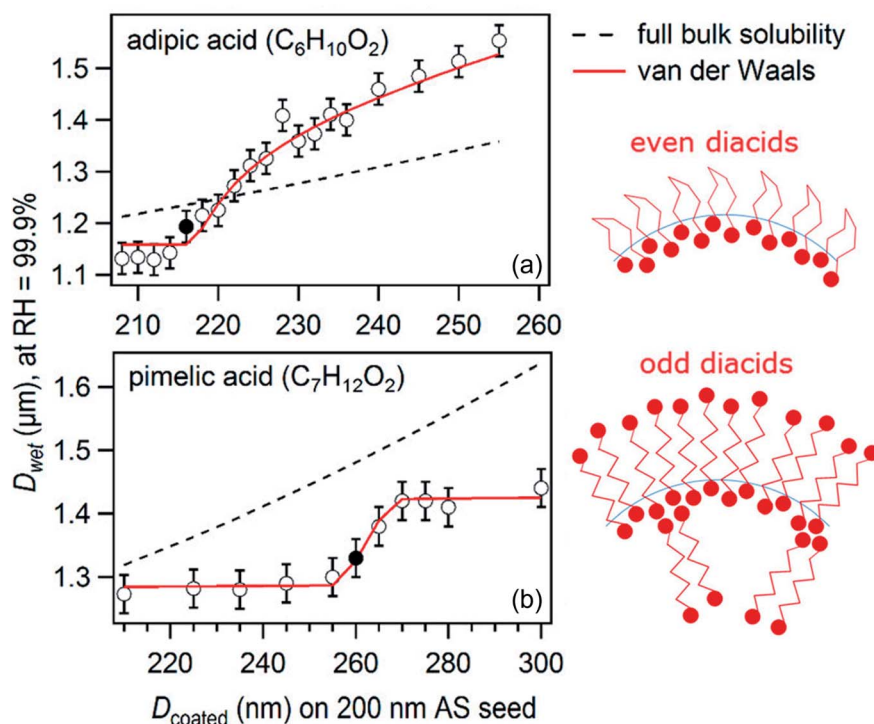 adipic acid (C₆H₁₀O₂)
1.5
1.4
1.3
1.2
1.1
(a)
210 220 230 240 250 260
pimelic acid (C₇H₁₂O₂)
1.6
1.5
1.4
1.3
(b)
220 240 260 280 300
D_wet (μm), at RH = 99.9%
D_coated (nm) on 200 nm AS seed
full bulk solubility
van der Waals
even diacids
odd diacids